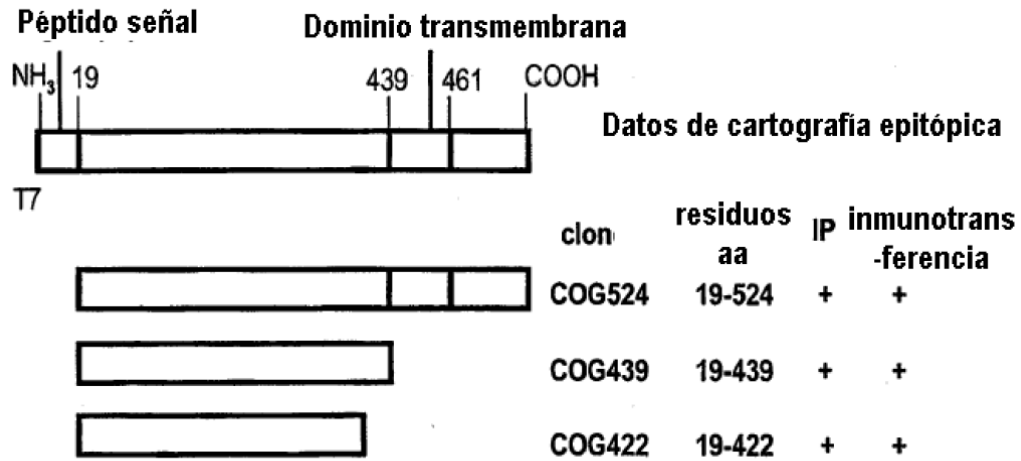 Péptido señal
Dominio transmembrana
NH3 19 439 461 COOH
Datos de cartografía epitópica
T7
clon residuos aa IP inmunotrans-ferencia
COG524 19-524 + +
COG439 19-439 + +
COG422 19-422 + +